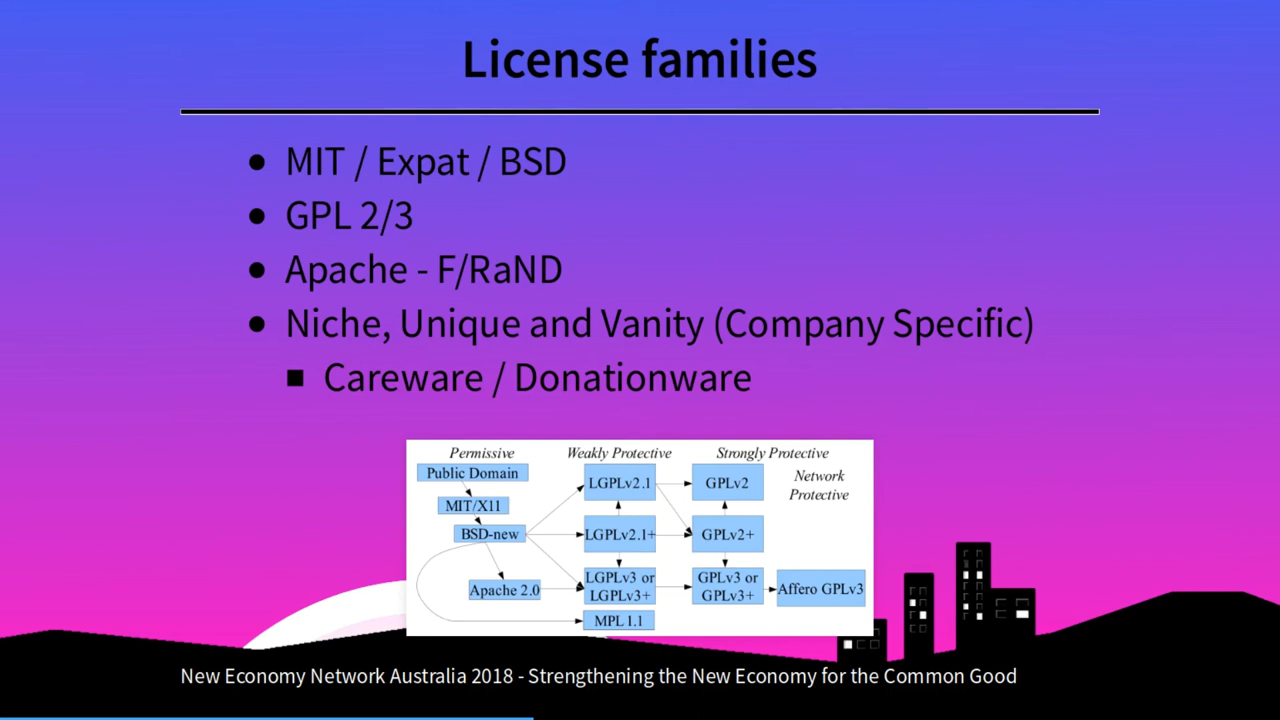 License families
MIT / Expat / BSD
GPL 2/3
Apache - F/RaND
Niche, Unique and Vanity (Company Specific)
Careware / Donationware
Permissive
Weakly Protective
Strongly Protective
Network
Protective
Public Domain
MIT/X11
BSD-new
Apache 2.0
LGPLv2.1
LGPLv2.1+
LGPLv3 or
LGPLv3+
MPL 1.1
GPLv2
GPLv2+
GPLv3 or
GPLv3+
Affero GPLv3
New Economy Network Australia 2018 - Strengthening the New Economy for the Common Good